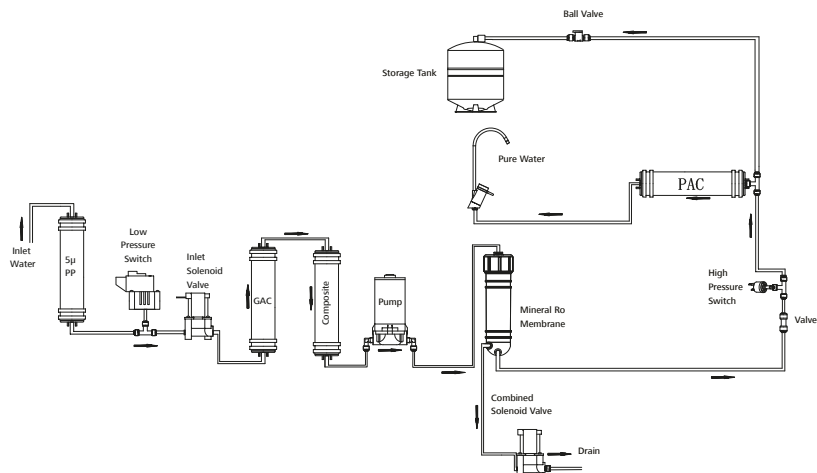 Ball Valve
Storage Tank
Pure Water
PAC
Inlet
Water
5μ
PP
Low
Pressure
Switch
Inlet
Solenoid
Valve
GAC
Composite
Pump
Mineral Ro
Membrane
High
Pressure
Switch
Valve
Combined
Solenoid Valve
Drain